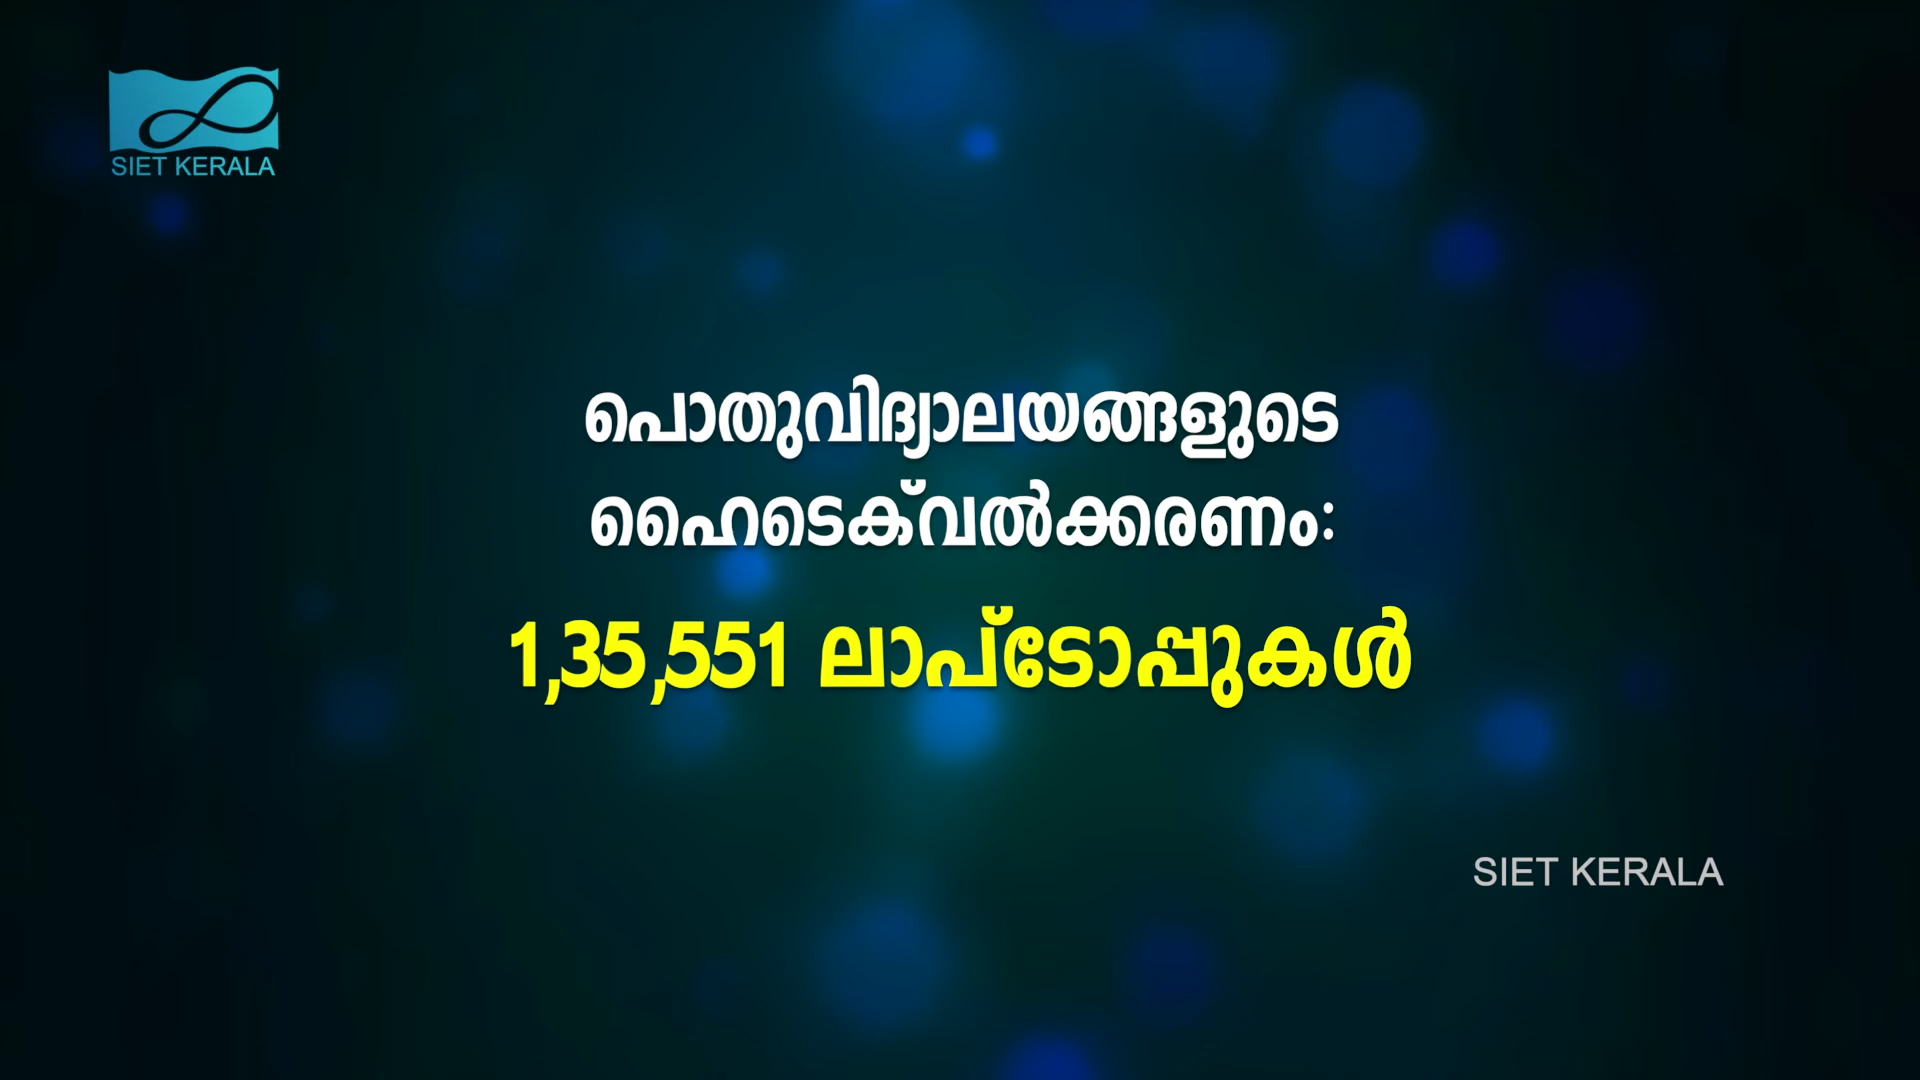 SIET KERALA
പൊതുവിദ്യാലയങ്ങളുടെ
ഹൈടെക്‌വൽക്കരണം:
1,35,551 ലാപ്ടോപ്പുകൾ
SIET KERALA